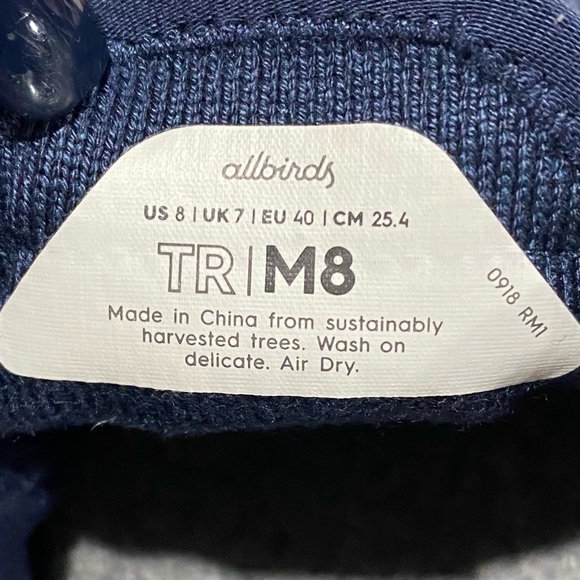 allbirds
US 8 | UK 7 | EU 40 | CM 25.4
TR | M8
0918 RM1
Made in China from sustainably
harvested trees. Wash on
delicate. Air Dry.